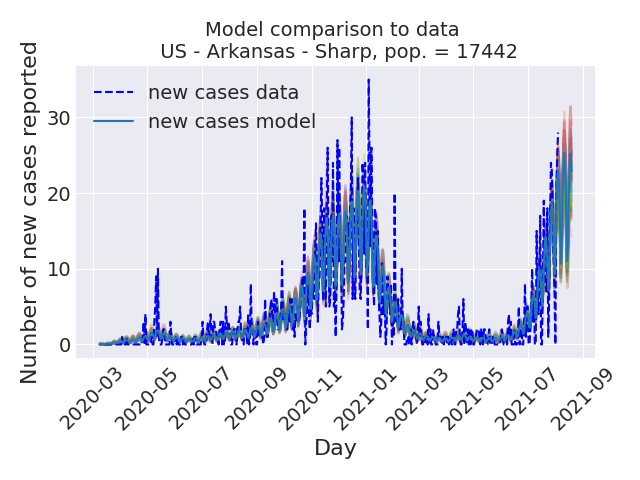 Model comparison to data
US - Arkansas - Sharp, pop. = 17442
Number of new cases reported
30
20
10
0
new cases data
new cases model
2020-03
2020-05
2020-07
2020-09
2020-11
2021-01
2021-03
2021-05
2021-07
2021-09
Day